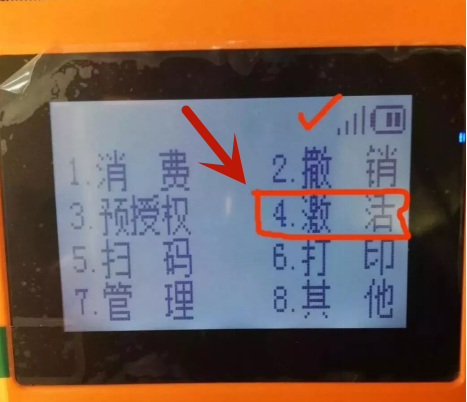 1.消 费 2.撤 销
3.预授权 4.激 活
5.扫 码 6.打 印
7.管 理 8.其 他